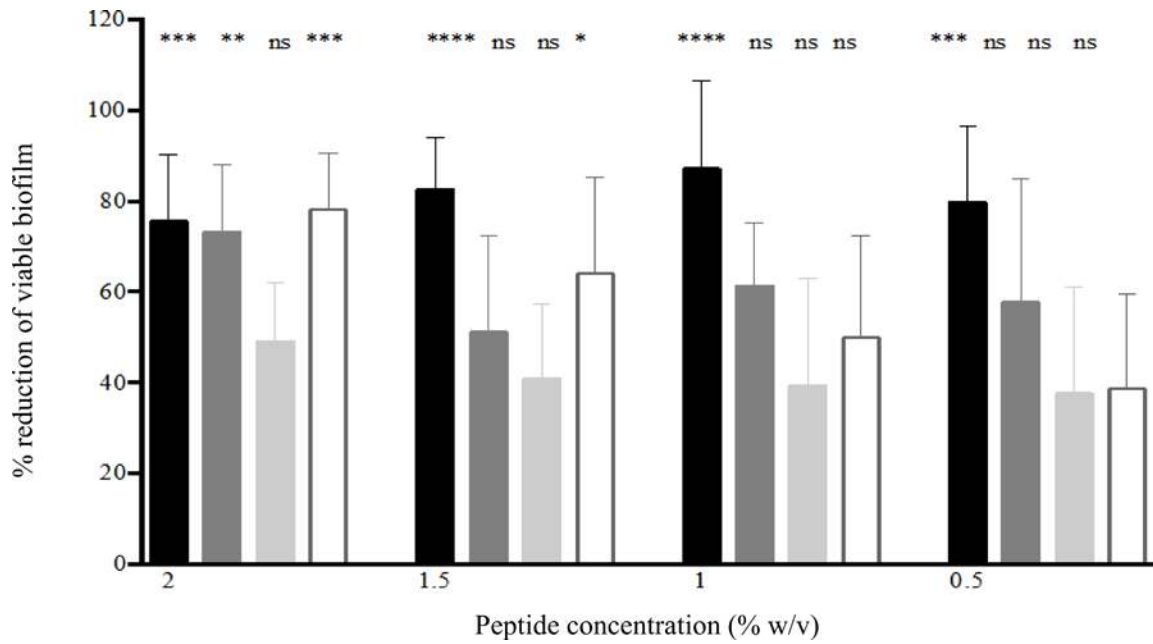 120
*** ** ns *** **** ns ns * **** ns ns ns *** ns ns ns
100
80
60
40
20
0
% reduction of viable biofilm
2 1.5 1 0.5
Peptide concentration (% w/v)